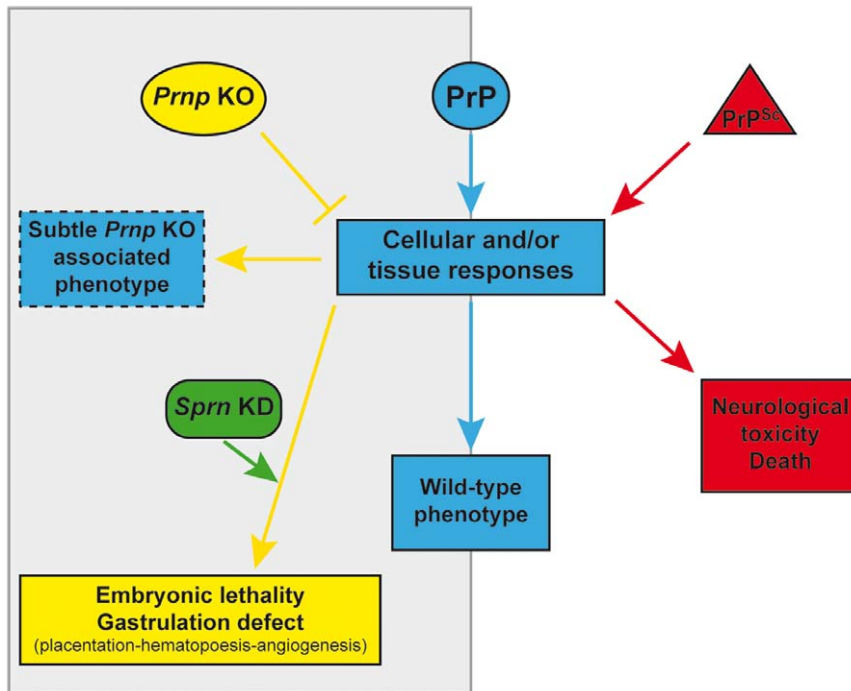 Prnp KO
PrP
PrPSc
Subtle Prnp KO
associated
phenotype
Cellular and/or
tissue responses
Sprn KD
Neurological
toxicity
Death
Wild-type
phenotype
Embryonic lethality
Gastrulation defect
(placentation-hematopoesis-angiogenesis)